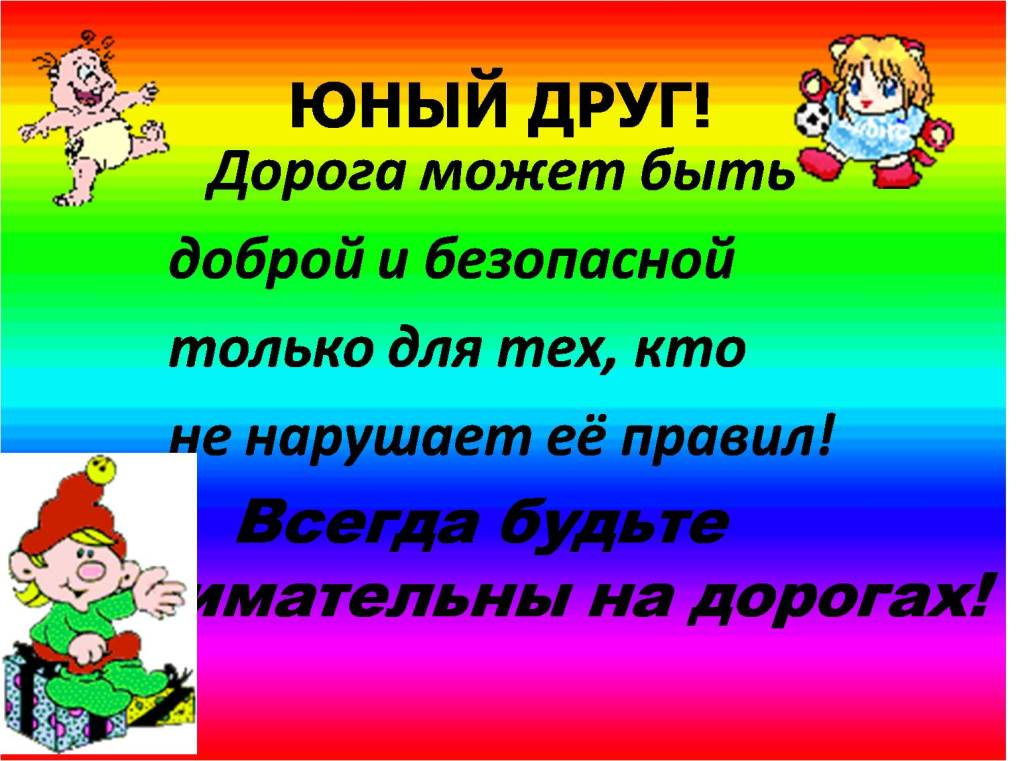 ЮНЫЙ ДРУГ!
Дорога может быть
доброй и безопасной
только для тех, кто
не нарушает её правил!
Всегда будьте
имательны на дорогах!